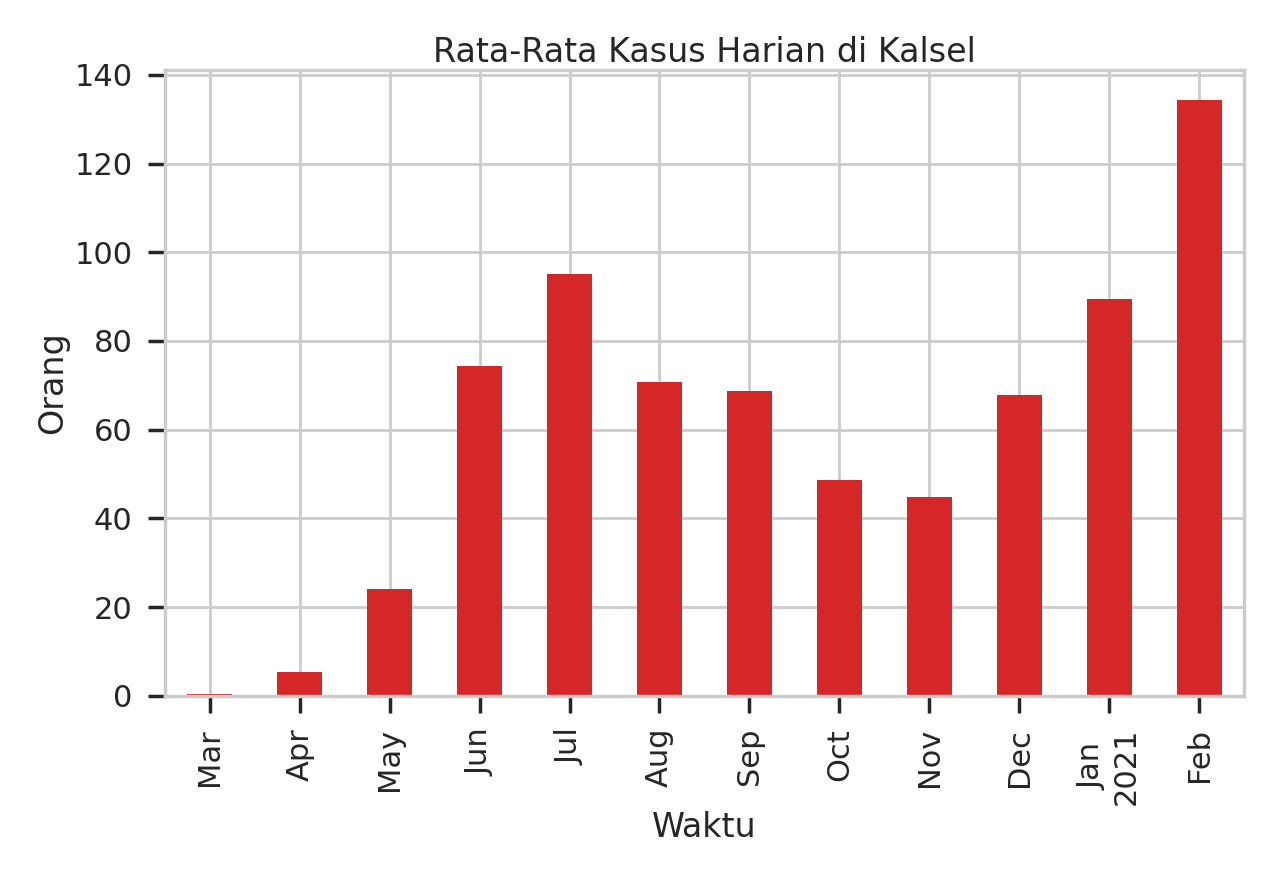 Rata-Rata Kasus Harian di Kalsel
140
120
100
80
60
40
20
0
Orang
Mar
Apr
May
Jun
Jul
Aug
Sep
Oct
Nov
Dec
Jan
2021
Feb
Waktu